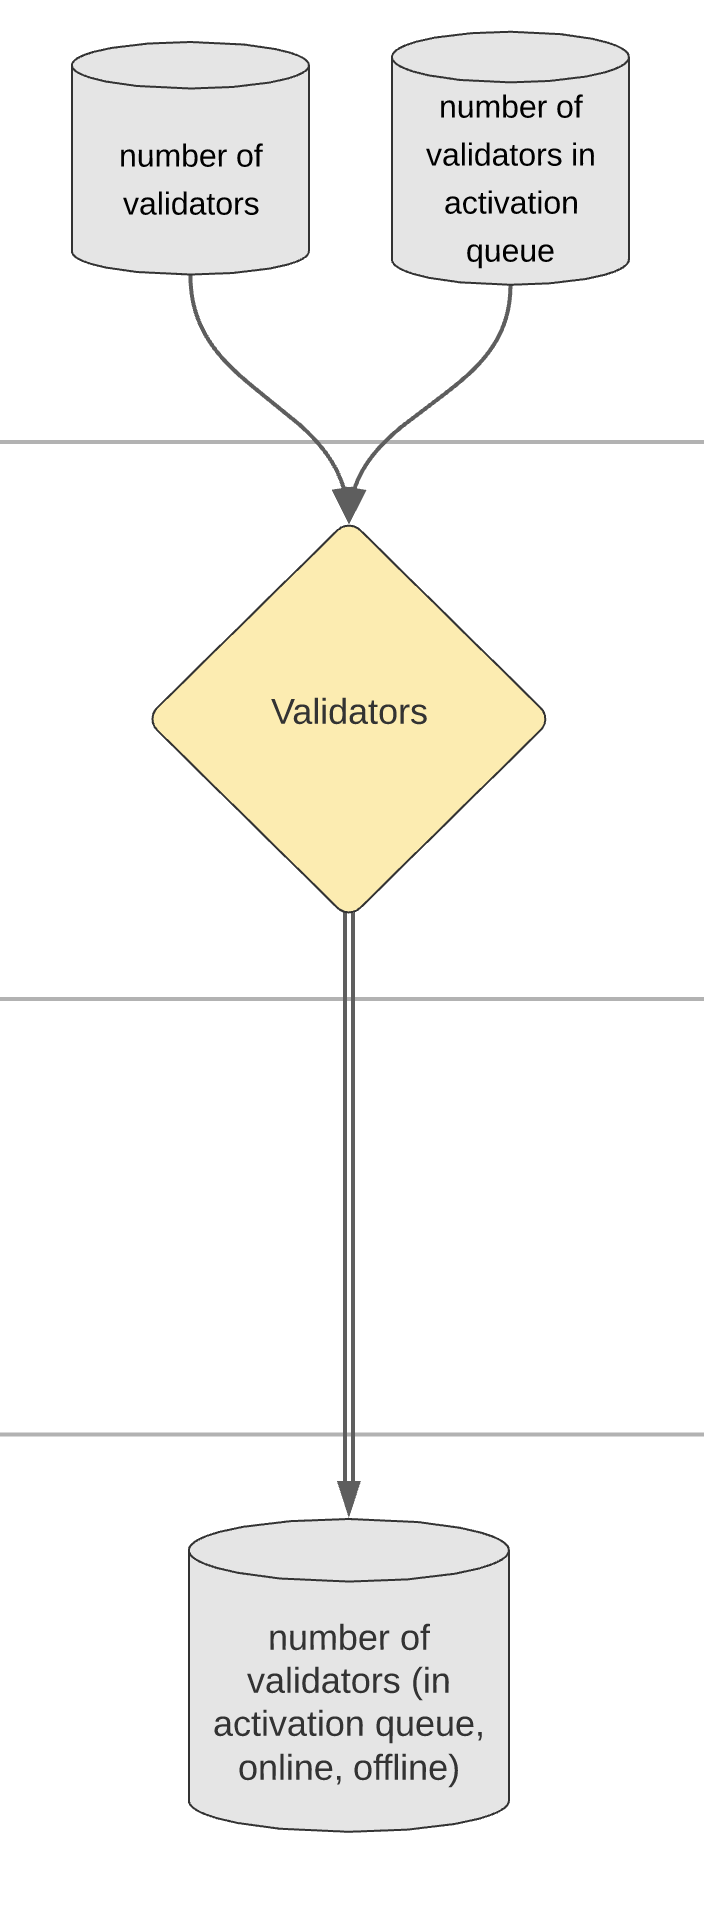 number of
validators
number of
validators in
activation
queue
Validators
number of
validators (in
activation queue,
online, offline)